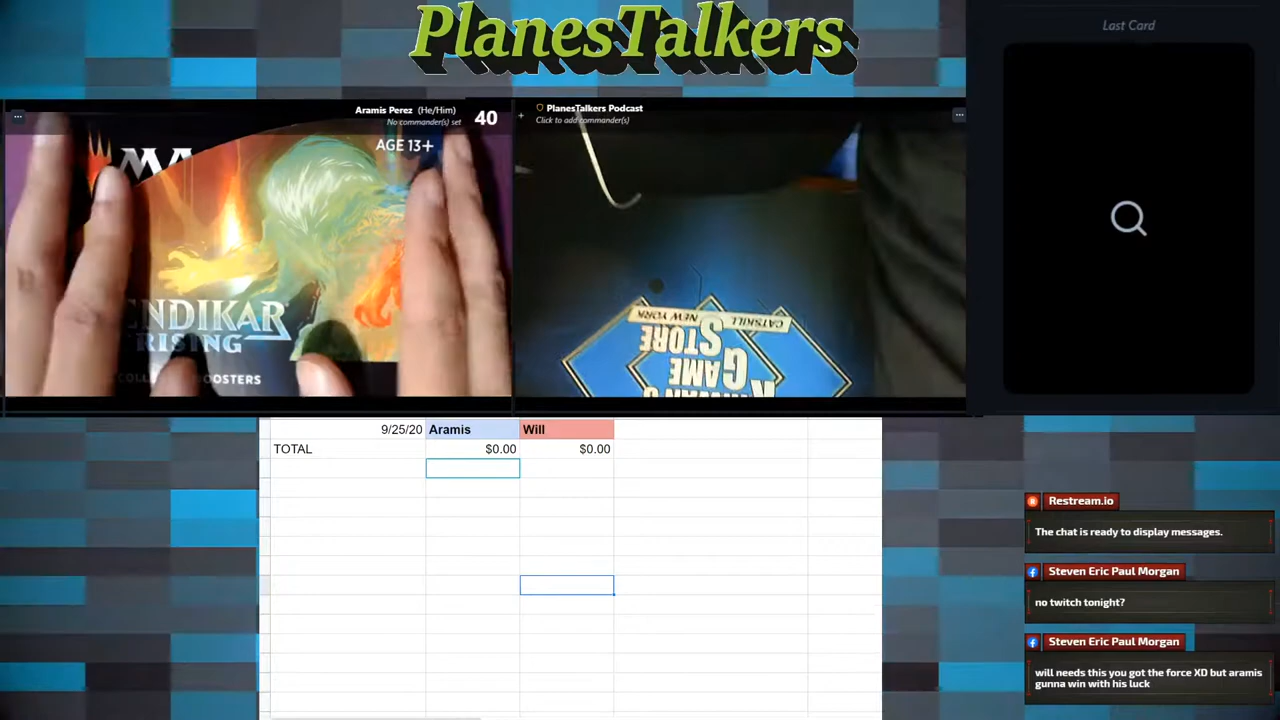 PlanesTalkers
Last Card
Aramis Perez (He/Him)
No commander(s) set
40
PlanesTalkers Podcast
Click to add commander(s)
AGE 13+
ENDIKAR
RISING
BOOSTERS
NEW YORK
CATSKILL
GAME
STORE
9/25/20 Aramis Will
TOTAL $0.00 $0.00
Restream.io
The chat is ready to display messages.
Steven Eric Paul Morgan
no twitch tonight?
Steven Eric Paul Morgan
will needs this you got the force XD but aramis
gunna win with his luck